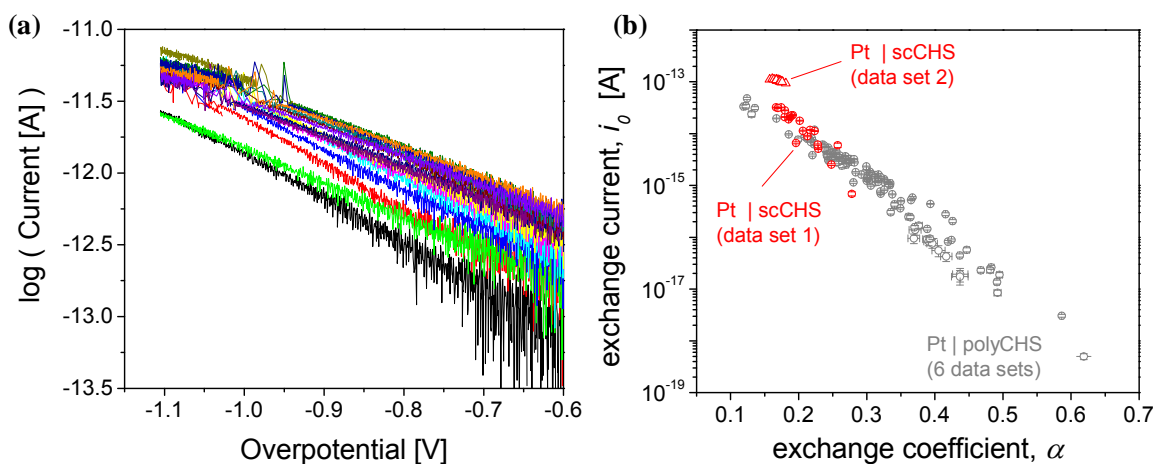 (a)
-11.0
-11.5
-12.0
-12.5
-13.0
-13.5
log ( Current [A] )
-1.1 -1.0 -0.9 -0.8 -0.7 -0.6
Overpotential [V]
(b)
10⁻¹³
10⁻¹⁵
10⁻¹⁷
10⁻¹⁹
exchange current, i₀ [A]
Pt | scCHS
(data set 2)
Pt | scCHS
(data set 1)
Pt | polyCHS
(6 data sets)
0.1 0.2 0.3 0.4 0.5 0.6 0.7
exchange coefficient, α